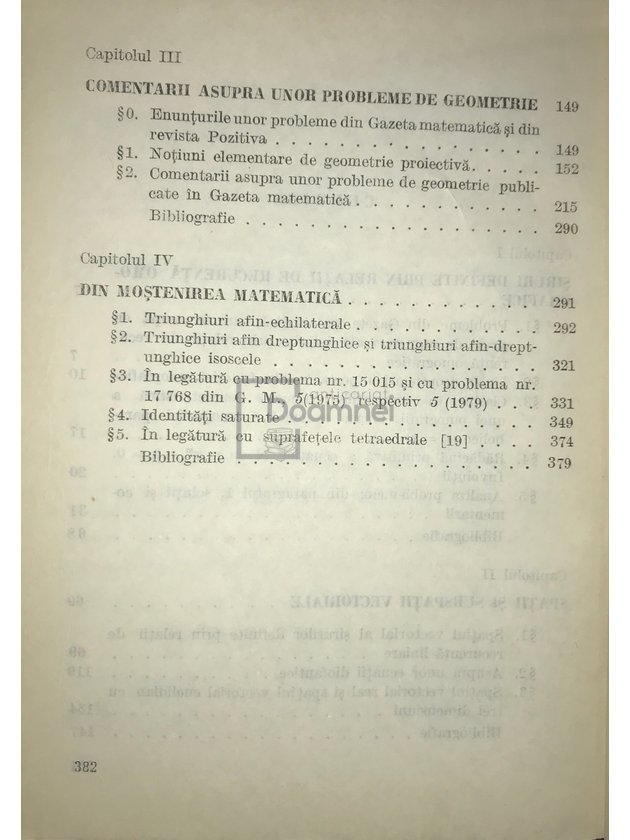 Capitolul III
COMENTARII ASUPRA UNOR PROBLEME DE GEOMETRIE 149
§0. Enunțurile unor probleme din Gazeta matematică și din
revista Pozitiva . . . . . . . . . . . . . . . . 149
§1. Noțiuni elementare de geometrie proiectivă. . . . . 152
§2. Comentarii asupra unor probleme de geometrie publi-
cate în Gazeta matematică . . . . . . . . . . . 215
Bibliografie . . . . . . . . . . . . . . . . . . 290
Capitolul IV
DIN MOȘTENIREA MATEMATICĂ . . . . . . . . . . . 291
§1. Triunghiuri afin-echilaterale . . . . . . . . . . . 292
§2. Triunghiuri afin dreptunghice și triunghiuri afin-drept-
unghice isoscele . . . . . . . . . . . . . . . . 321
§3. În legătură cu problema nr. 15 015 și cu problema nr.
17 768 din G. M. 5(1975) respectiv 5 (1979) . . . 331
§4. Identități saturate . . . . . . . . . . . . . . . 349
§5. În legătură cu suprafețele tetraedrale [19] . . . 374
Bibliografie . . . . . . . . . . . . . . . . . . 379
anticariat
Doamnei
382